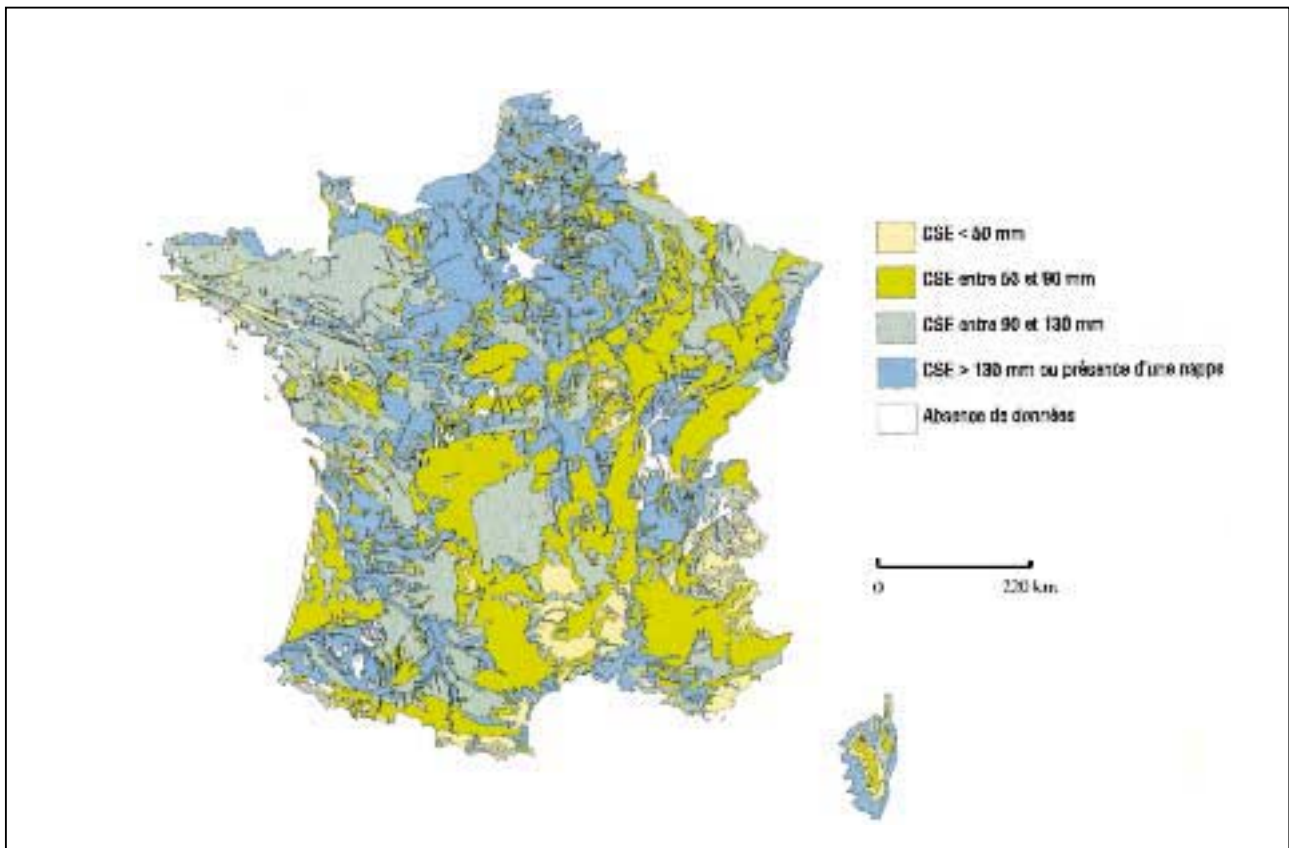 CSE < 50 mm
CSE entre 50 et 90 mm
CSE entre 90 et 130 mm
CSE > 130 mm ou présence d'une nappe
Absence de données
0 220 km